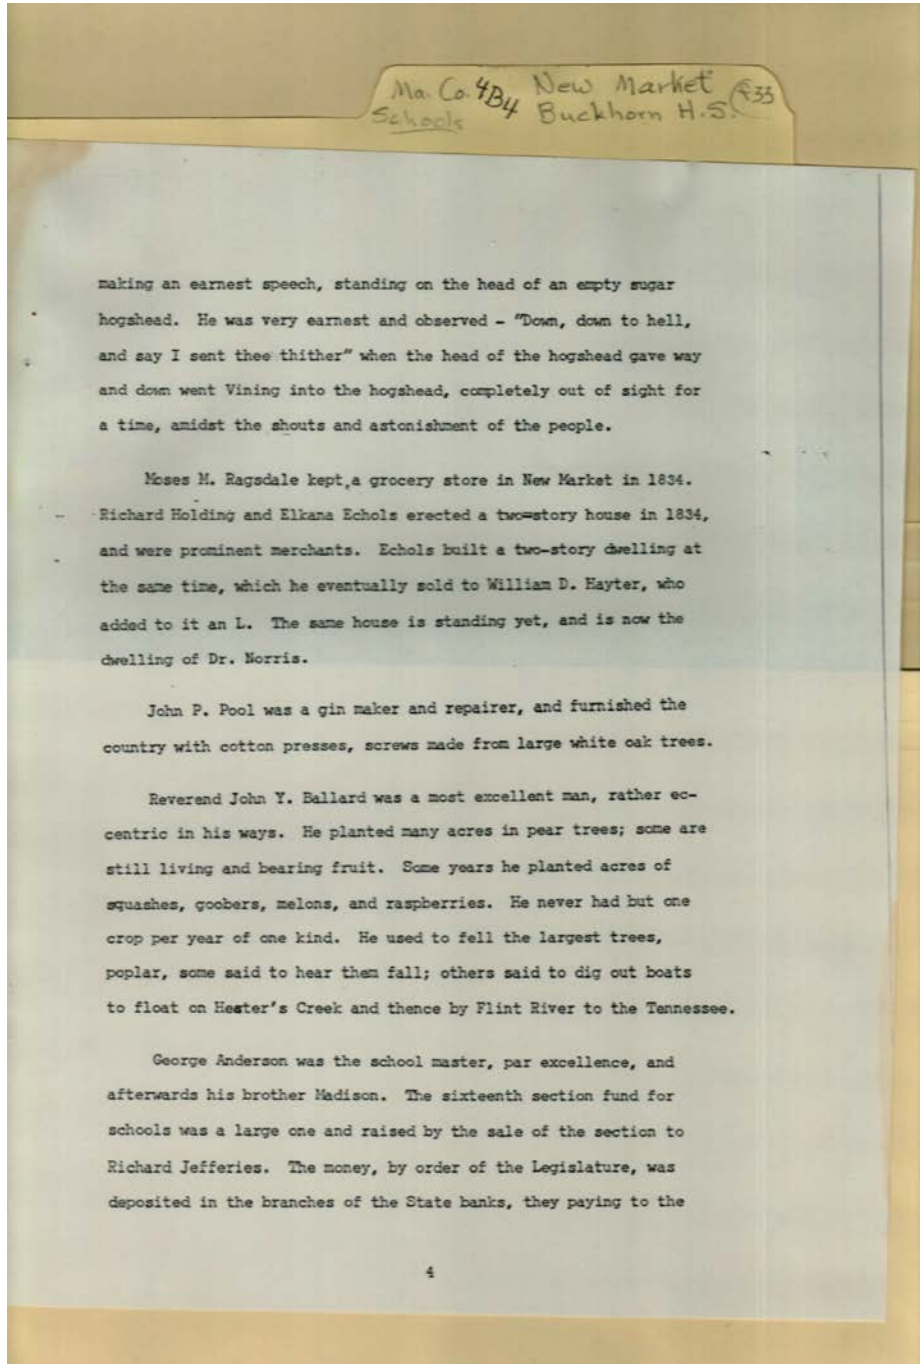 Ma. Co. 4B4 New Market
Schools Buckhorn H.S.
making an earnest speech, standing on the head of an empty sugar
hogshead. He was very earnest and observed - "Down, down to hell,
and say I sent thee thither" when the head of the hogshead gave way
and down went Vining into the hogshead, completely out of sight for
a time, amidst the shouts and astonishment of the people.
Moses M. Ragsdale kept a grocery store in New Market in 1834.
Richard Holding and Elkana Echols erected a two-story house in 1834,
and were prominent merchants. Echols built a two-story dwelling at
the same time, which he eventually sold to William D. Hayter, who
added to it an L. The same house is standing yet, and is now the
dwelling of Dr. Norris.
John P. Pool was a gin maker and repairer, and furnished the
country with cotton presses, screws made from large white oak trees.
Reverend John Y. Ballard was a most excellent man, rather ec-
centric in his ways. He planted many acres in pear trees; some are
still living and bearing fruit. Some years he planted acres of
squashes, goobers, melons, and raspberries. He never had but one
crop per year of one kind. He used to fell the largest trees,
poplar, some said to hear them fall; others said to dig out boats
to float on Hester's Creek and thence by Flint River to the Tennessee.
George Anderson was the school master, par excellence, and
afterwards his brother Madison. The sixteenth section fund for
schools was a large one and raised by the sale of the section to
Richard Jefferies. The money, by order of the Legislature, was
deposited in the branches of the State banks, they paying to the
4